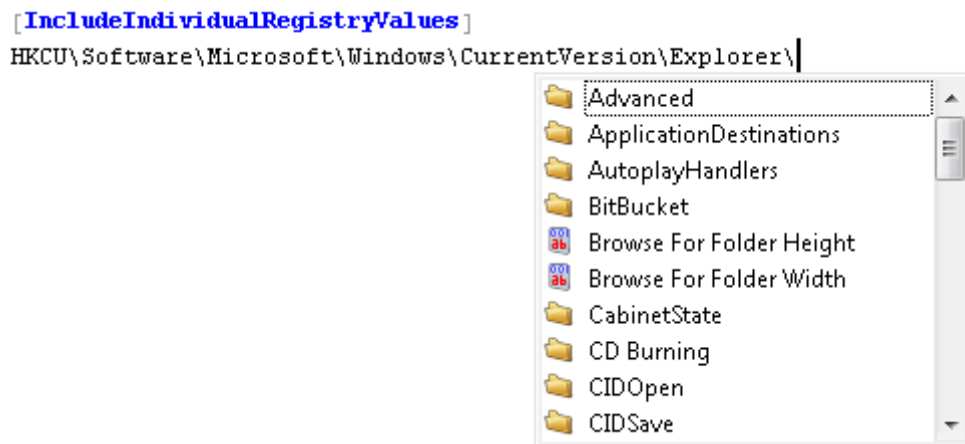 [IncludeIndividualRegistryValues]
HKCU\Software\Microsoft\Windows\CurrentVersion\Explorer\
Advanced
ApplicationDestinations
AutoplayHandlers
BitBucket
Browse For Folder Height
Browse For Folder Width
CabinetState
CD Burning
CIDOpen
CIDSave